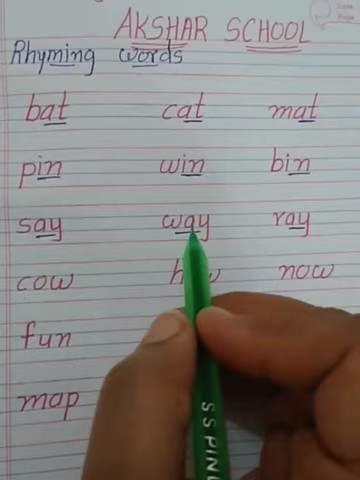 AKSHAR SCHOOL
Rhyming words
bat cat mat
pin win bin
say way ray
cow now
fun
map
SS PIN